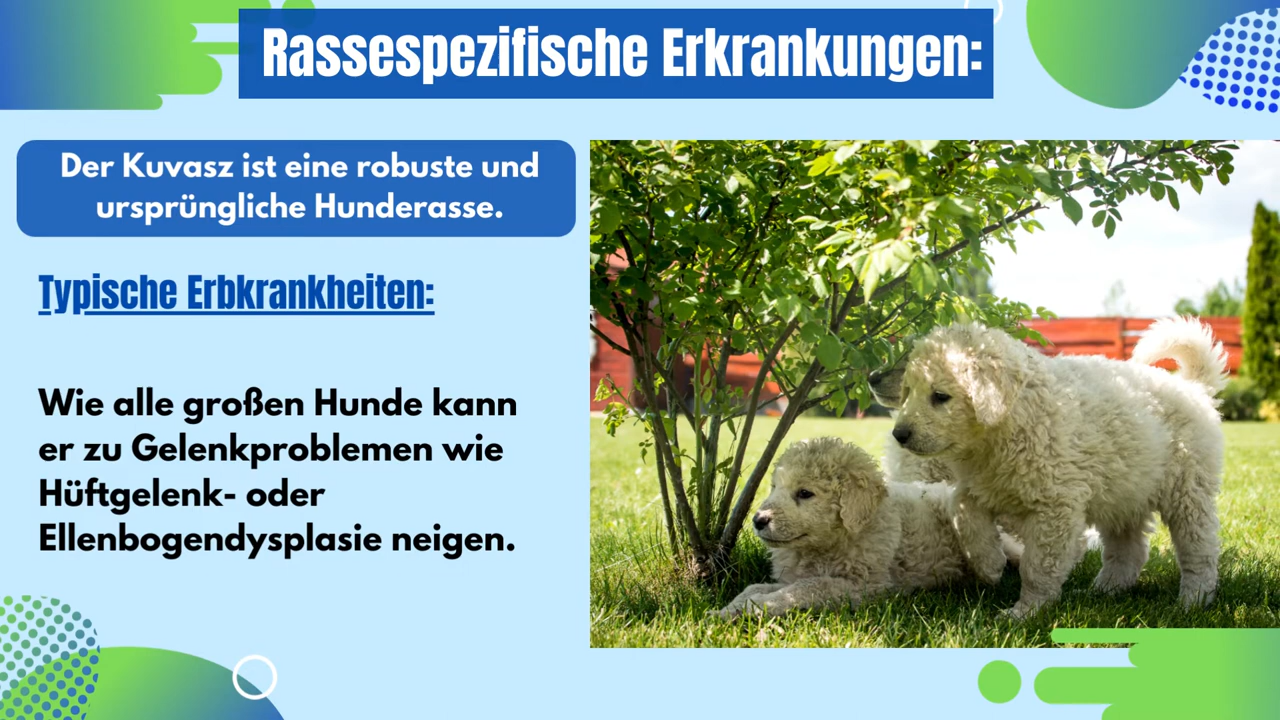 Rassespezifische Erkrankungen:
Der Kuvasz ist eine robuste und
ursprüngliche Hunderasse.
Typische Erbkrankheiten:
Wie alle großen Hunde kann
er zu Gelenkproblemen wie
Hüftgelenk- oder
Ellenbogendysplasie neigen.